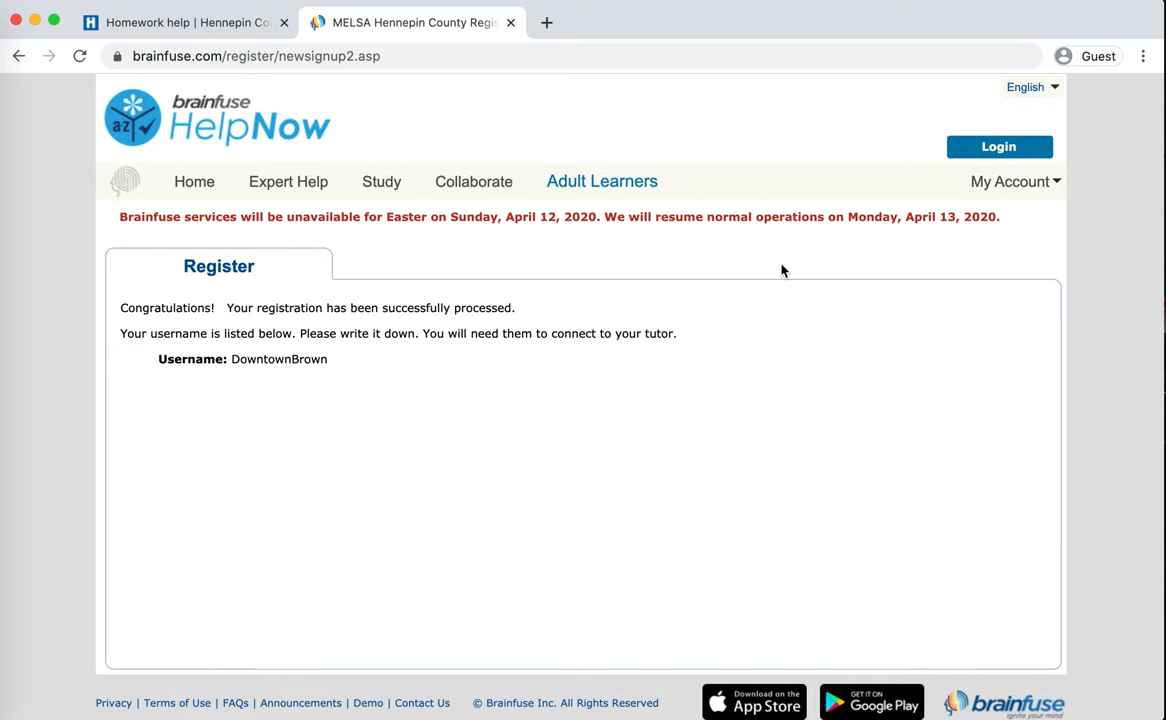 Homework help | Hennepin Co
MELSA Hennepin County Regis
brainfuse.com/register/newsignup2.asp
Guest
English
brainfuse
HelpNow
a-z
Login
Home Expert Help Study Collaborate Adult Learners My Account
Brainfuse services will be unavailable for Easter on Sunday, April 12, 2020. We will resume normal operations on Monday, April 13, 2020.
Register
Congratulations! Your registration has been successfully processed.
Your username is listed below. Please write it down. You will need them to connect to your tutor.
Username: DowntownBrown
Privacy | Terms of Use | FAQs | Announcements | Demo | Contact Us © Brainfuse Inc. All Rights Reserved
Download on the
App Store
GET IT ON
Google Play
brainfuse
ignite your mind